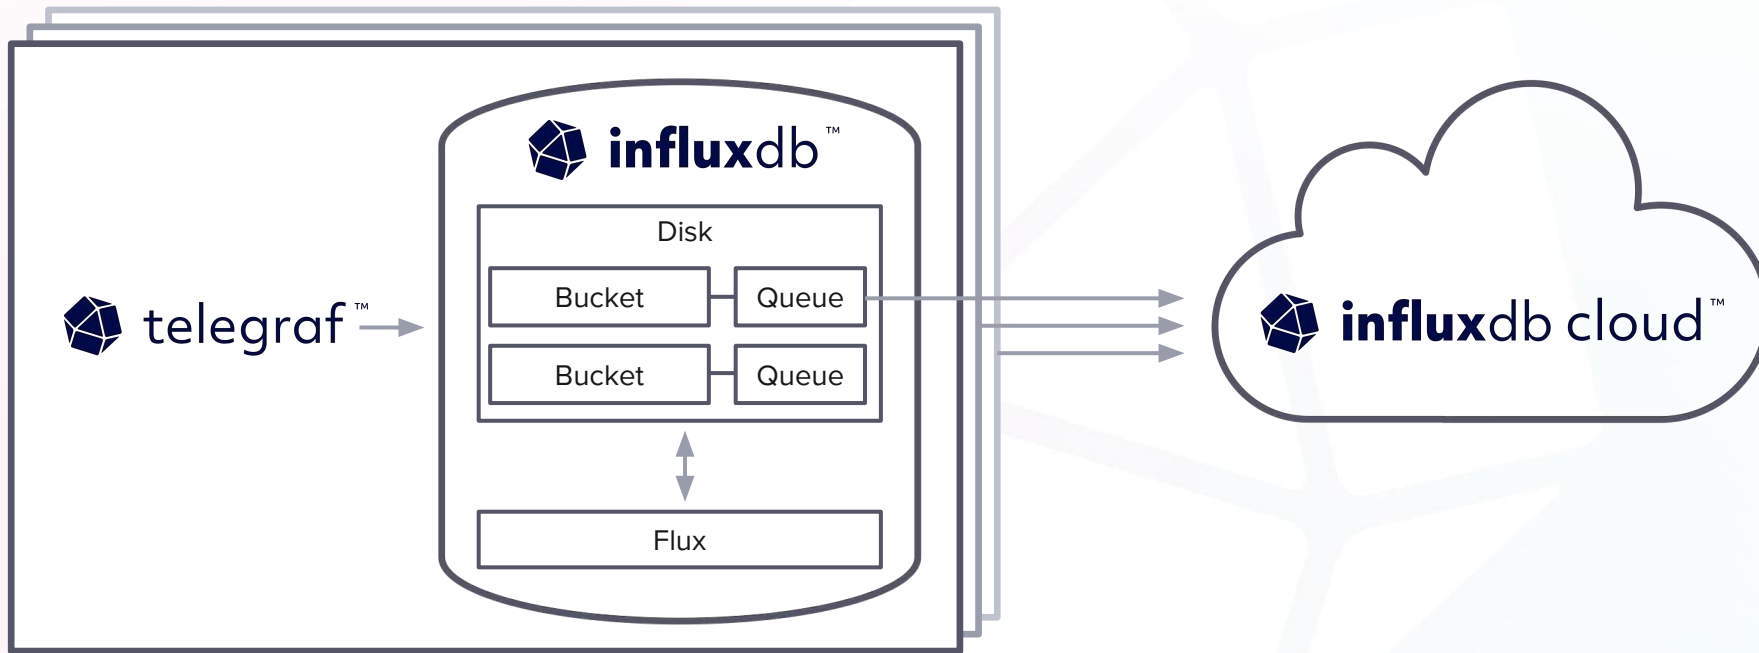 influxdb™
Disk
Bucket
Queue
telegraf™
influxdb cloud™
Bucket
Queue
Flux